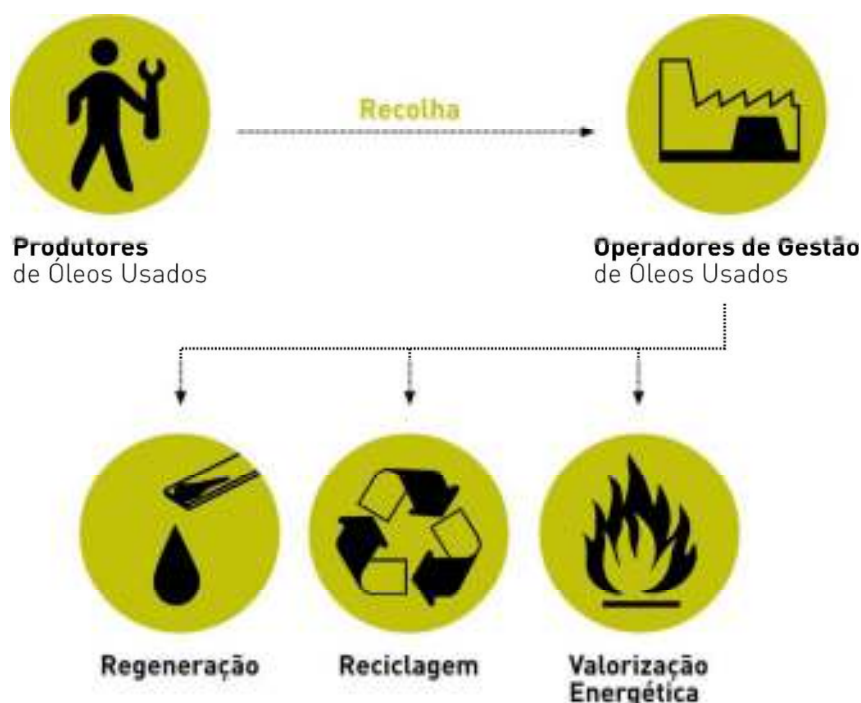 Recolha
Produtores
de Óleos Usados
Operadores de Gestão
de Óleos Usados
Regeneração
Reciclagem
Valorização
Energética